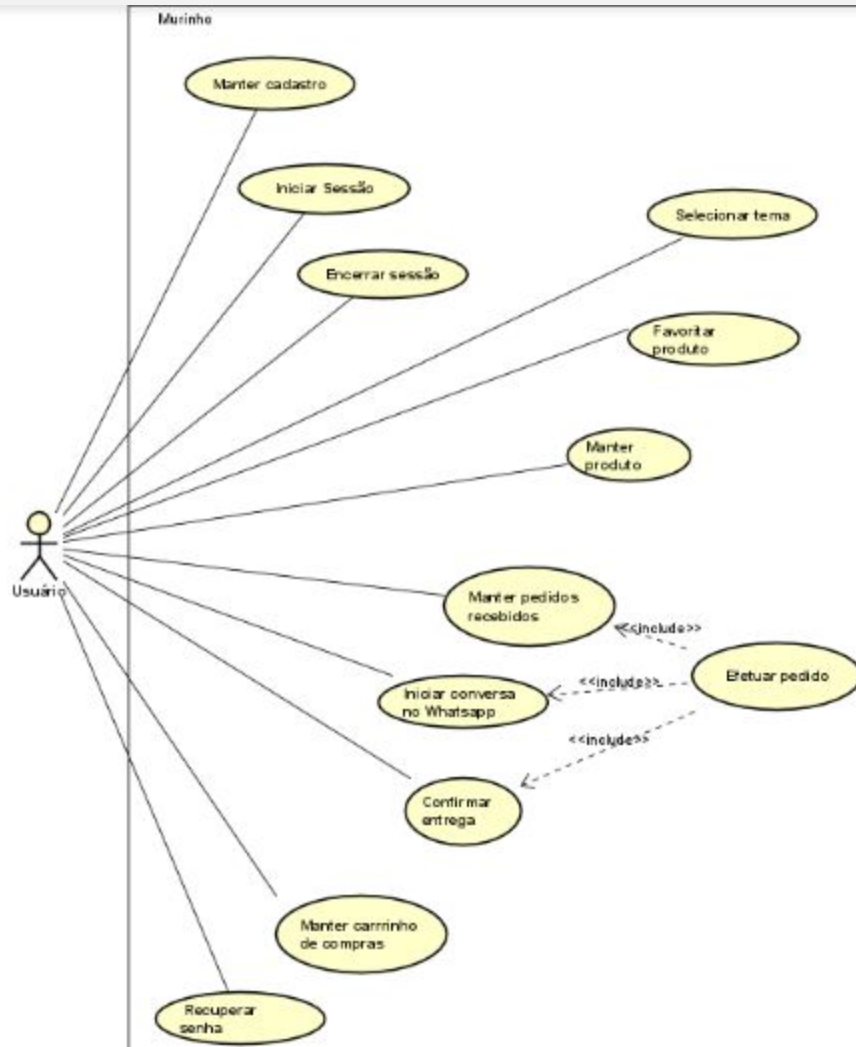 Murinho
Manter cadastro
Iniciar Sessão
Selecionar tema
Encerrar sessão
Favoritar
produto
Manter
produto
Usuário
Manter pedidos
recebidos
<<include>>
Efetuar pedido
<<include>>
Iniciar conversa
no Whatsapp
<<include>>
Confirmar
entrega
Manter carrrinho
de compras
Recuperar
senha